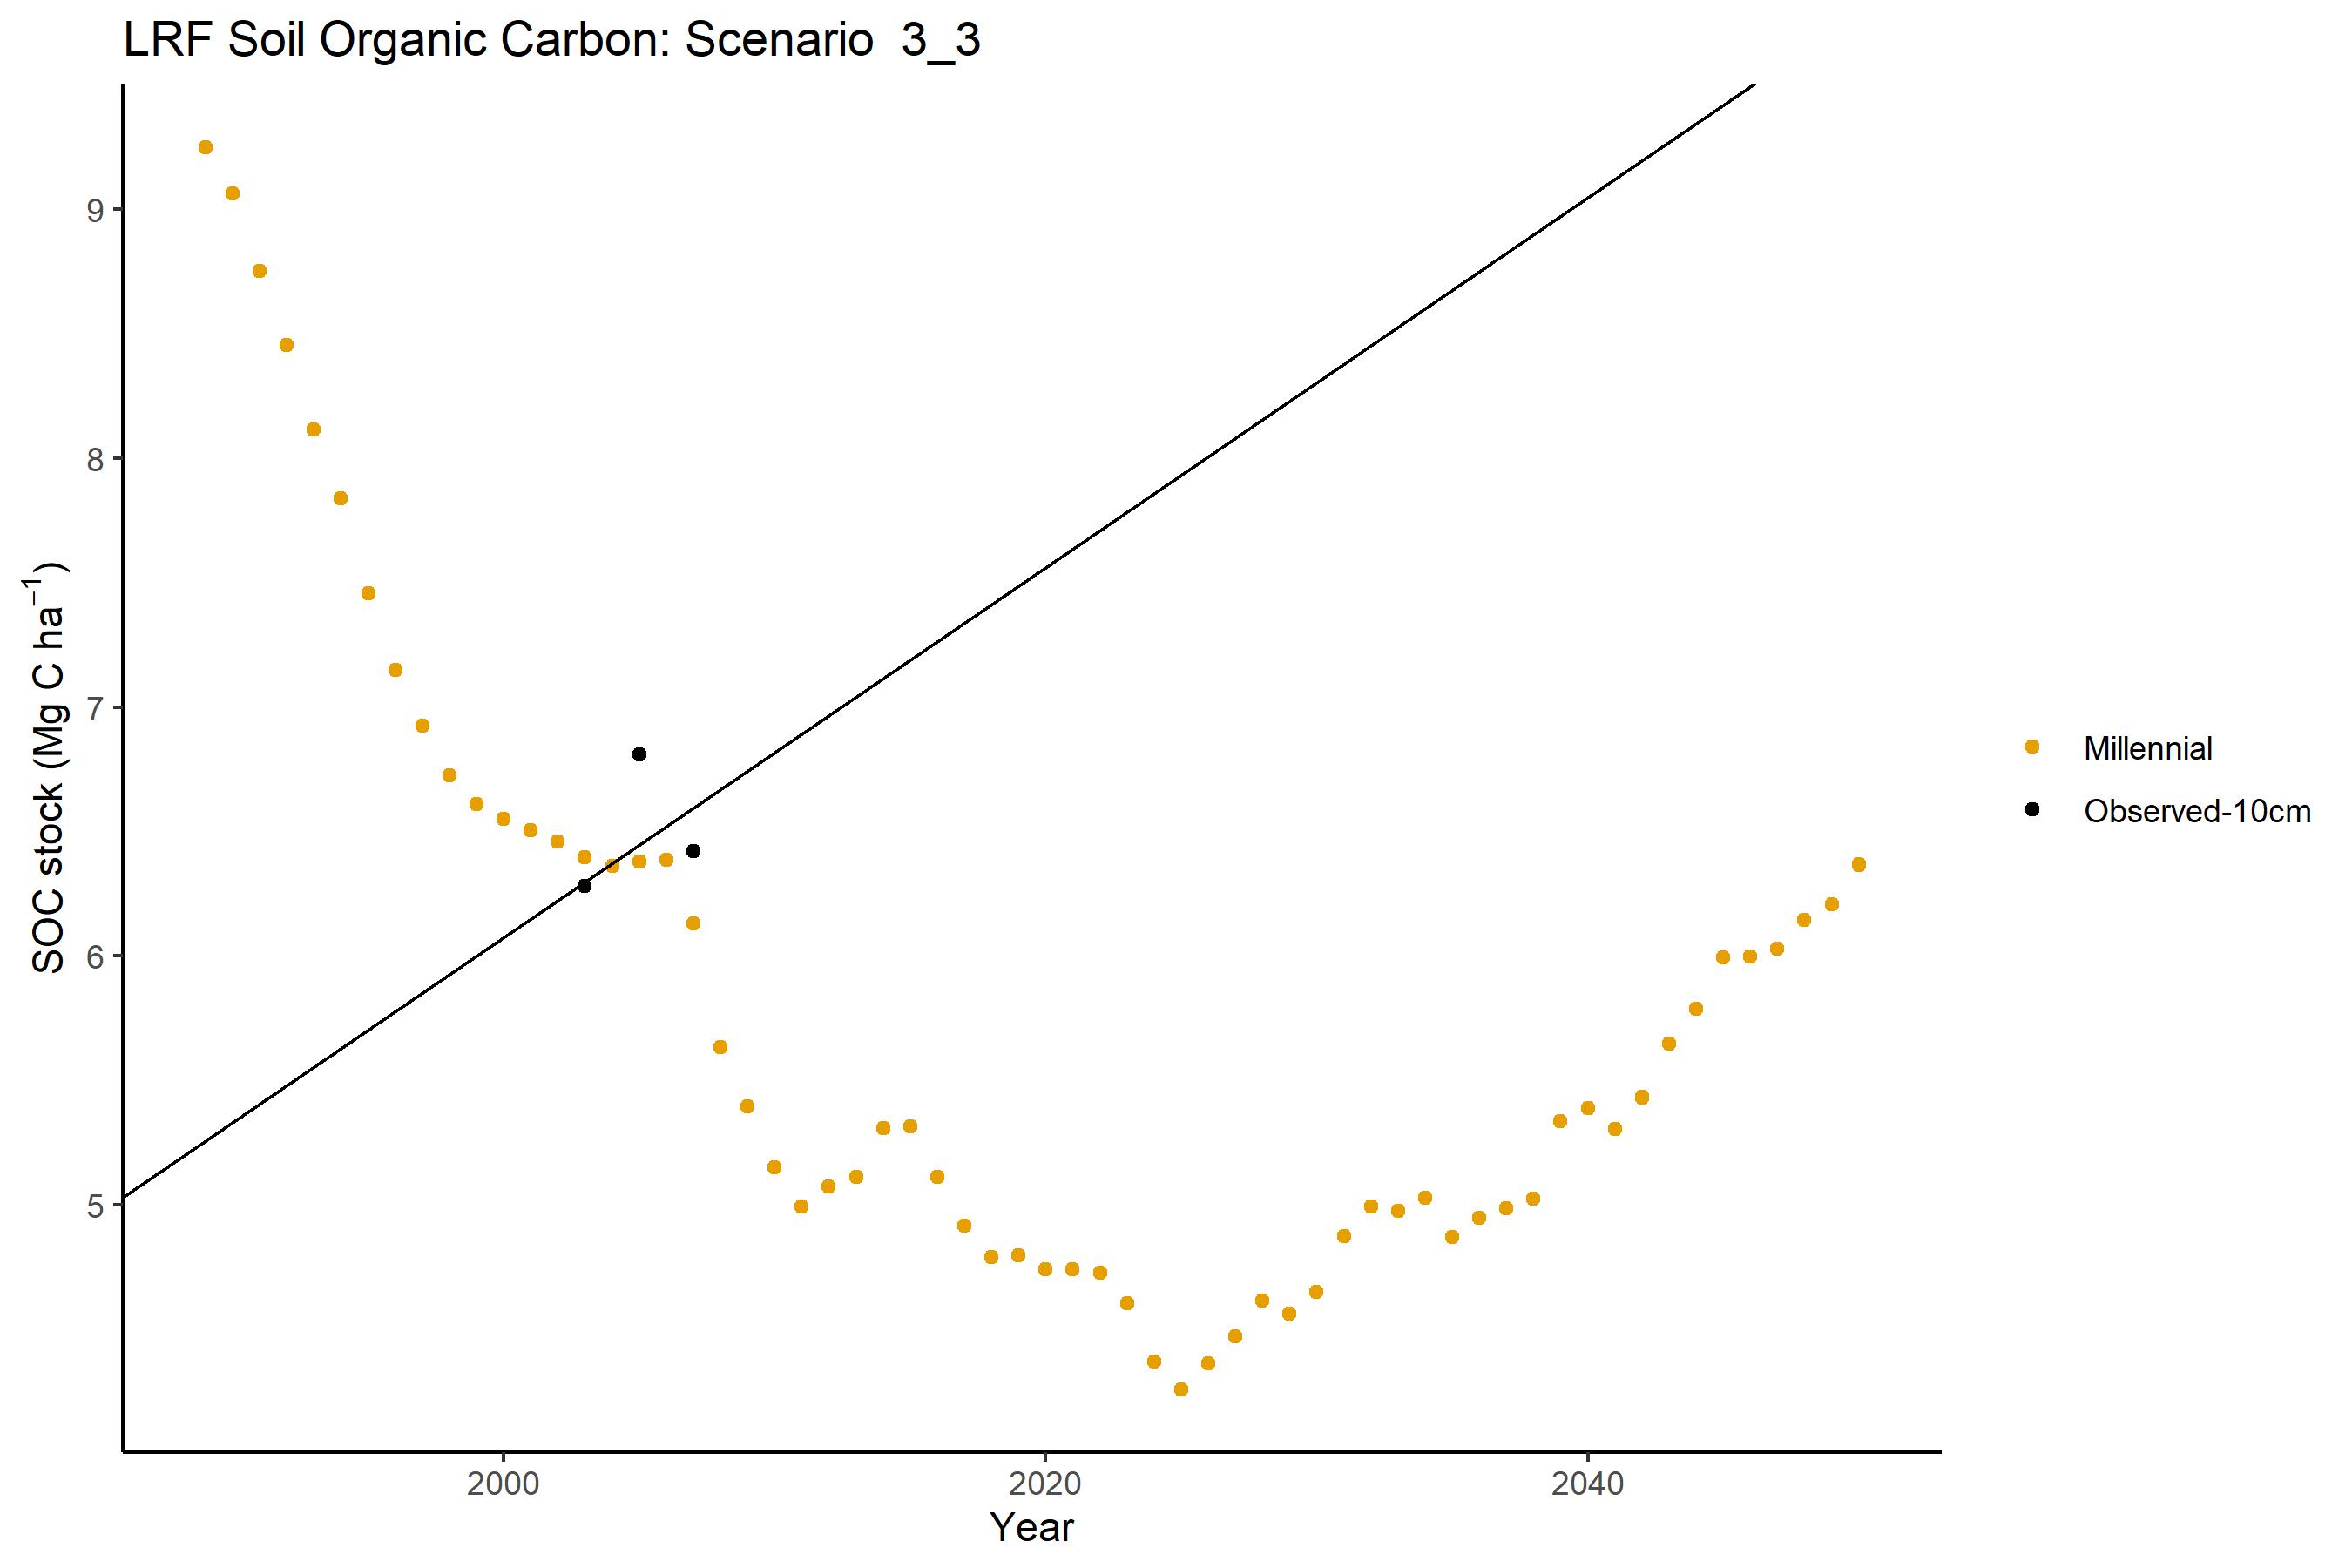 LRF Soil Organic Carbon: Scenario  3_3
SOC stock (Mg C ha⁻¹)
9
8
7
6
5
2000
2020
2040
Year
Millennial
Observed-10cm